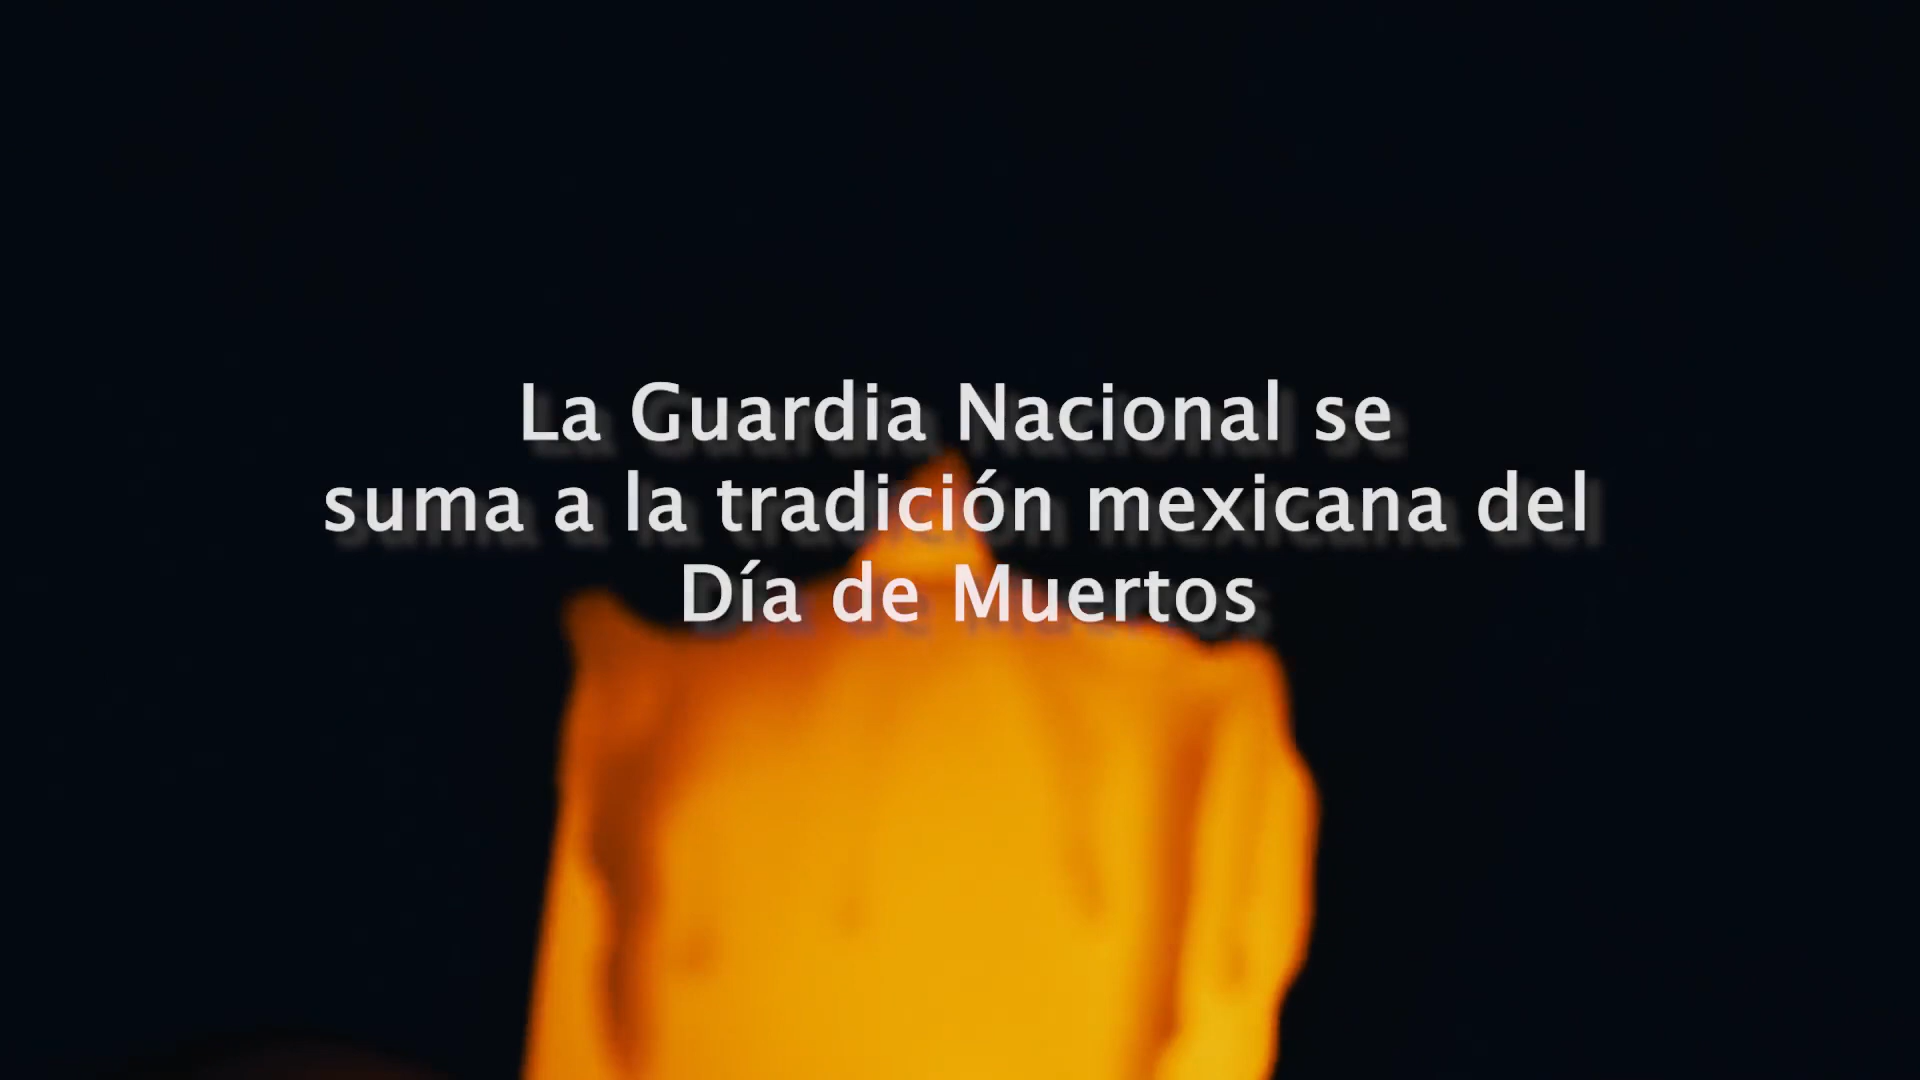 La Guardia Nacional se
suma a la tradición mexicana del
Día de Muertos